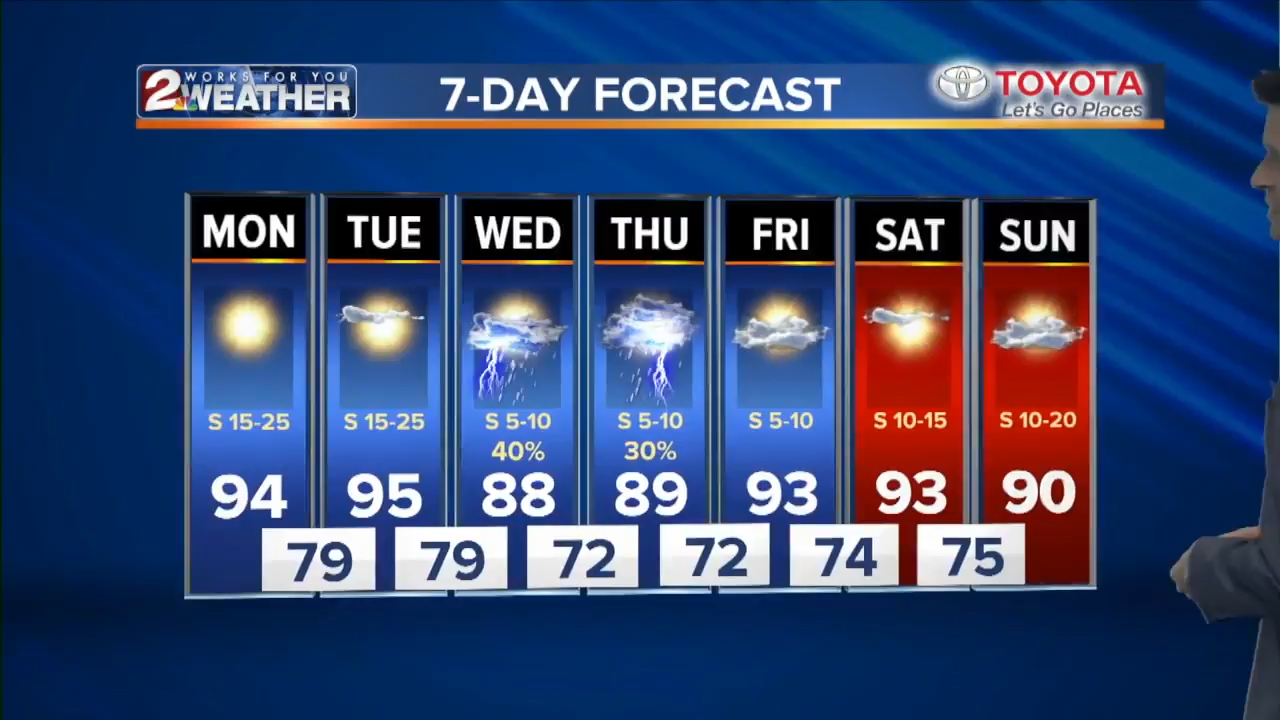 2 WORKS FOR YOU
WEATHER
7-DAY FORECAST
TOYOTA
Let's Go Places
MON TUE WED THU FRI SAT SUN
S 15-25 S 15-25 S 5-10 S 5-10 S 5-10 S 10-15 S 10-20
40% 30%
94 95 88 89 93 93 90
79 79 72 72 74 75